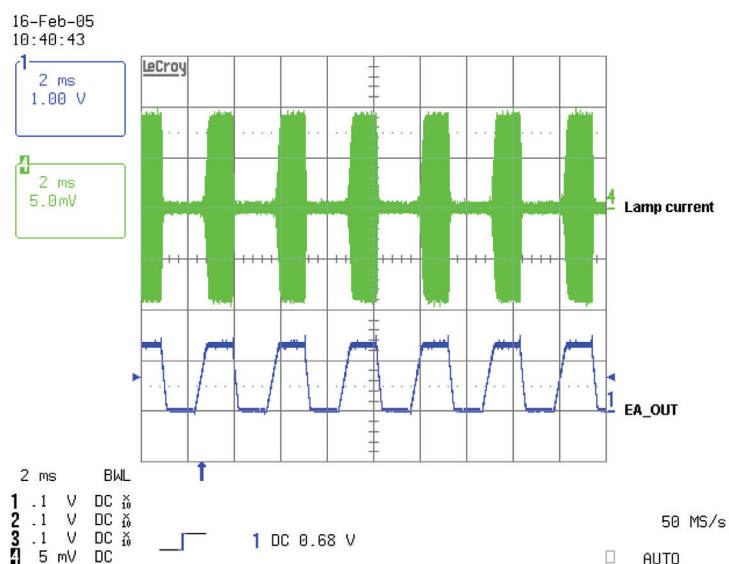 16-Feb-05
10:40:43
1
2 ms
1.00 V
4
2 ms
5.0mV
LeCroy
4
Lamp current
1
EA_OUT
2 ms BWL
1 .1 V DC x10
2 .1 V DC x10
3 .1 V DC x10
4 5 mV DC
1 DC 0.68 V
50 MS/s
AUTO